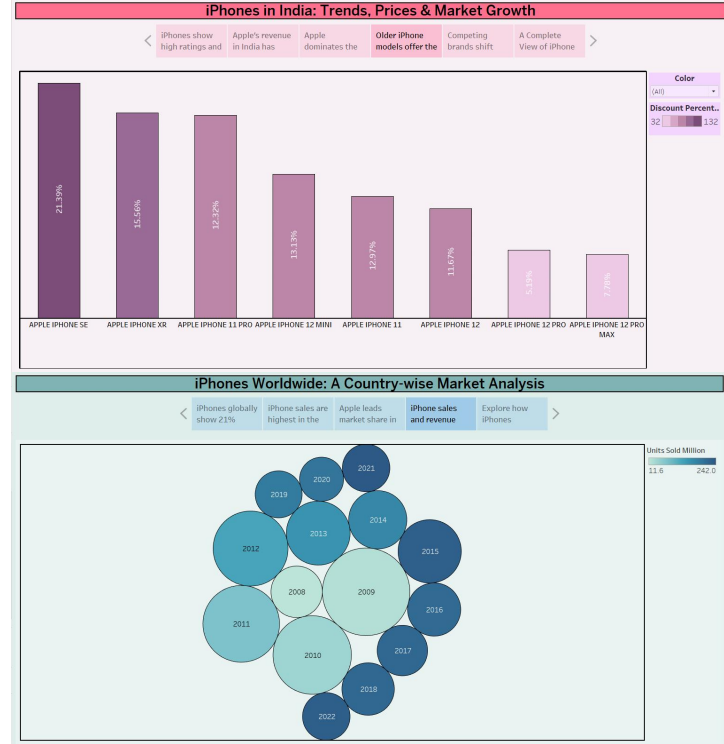 iPhones in India: Trends, Prices & Market Growth
iPhones show
high ratings and
Apple's revenue
in India has
Apple
dominates the
Older iPhone
models offer the
Competing
brands shift
A Complete
View of iPhone
Color
(All)
Discount Percent..
32 132
21.39%
15.56%
12.32%
13.13%
12.97%
11.67%
5.19%
2.78%
APPLE IPHONE SE
APPLE IPHONE XR
APPLE IPHONE 11 PRO
APPLE IPHONE 12 MINI
APPLE IPHONE 11
APPLE IPHONE 12
APPLE IPHONE 12 PRO
APPLE IPHONE 12 PRO
MAX
iPhones Worldwide: A Country-wise Market Analysis
iPhones globally
show 21%
iPhone sales are
highest in the
Apple leads
market share in
iPhone sales
and revenue
Explore how
iPhones
Units Sold Million
11.6 242.0
2021
2020
2019
2014
2013
2012
2015
2008
2009
2016
2011
2010
2017
2018
2022